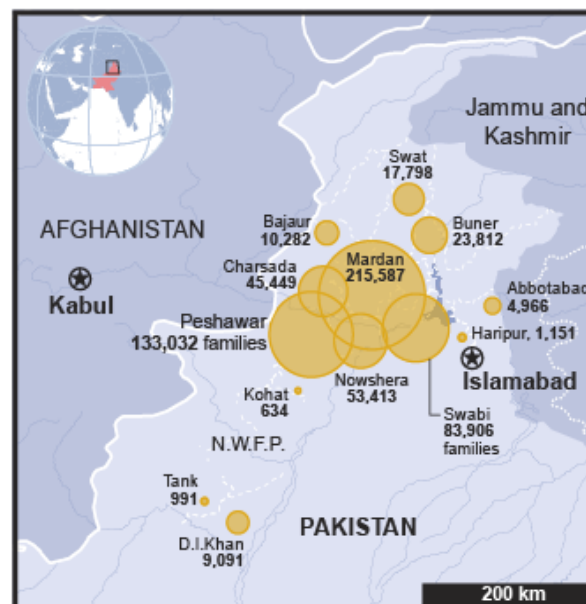 Jammu and
Kashmir
Swat
17,798
AFGHANISTAN
Bajaur
10,282
Buner
23,812
Mardan
215,587
Charsada
45,449
Kabul
Abbotabad
4,966
Peshawar
133,032 families
Haripur, 1,151
Islamabad
Nowshera
53,413
Kohat
634
Swabi
83,906
families
N.W.F.P.
Tank
991
PAKISTAN
D.I.Khan
9,091
200 km